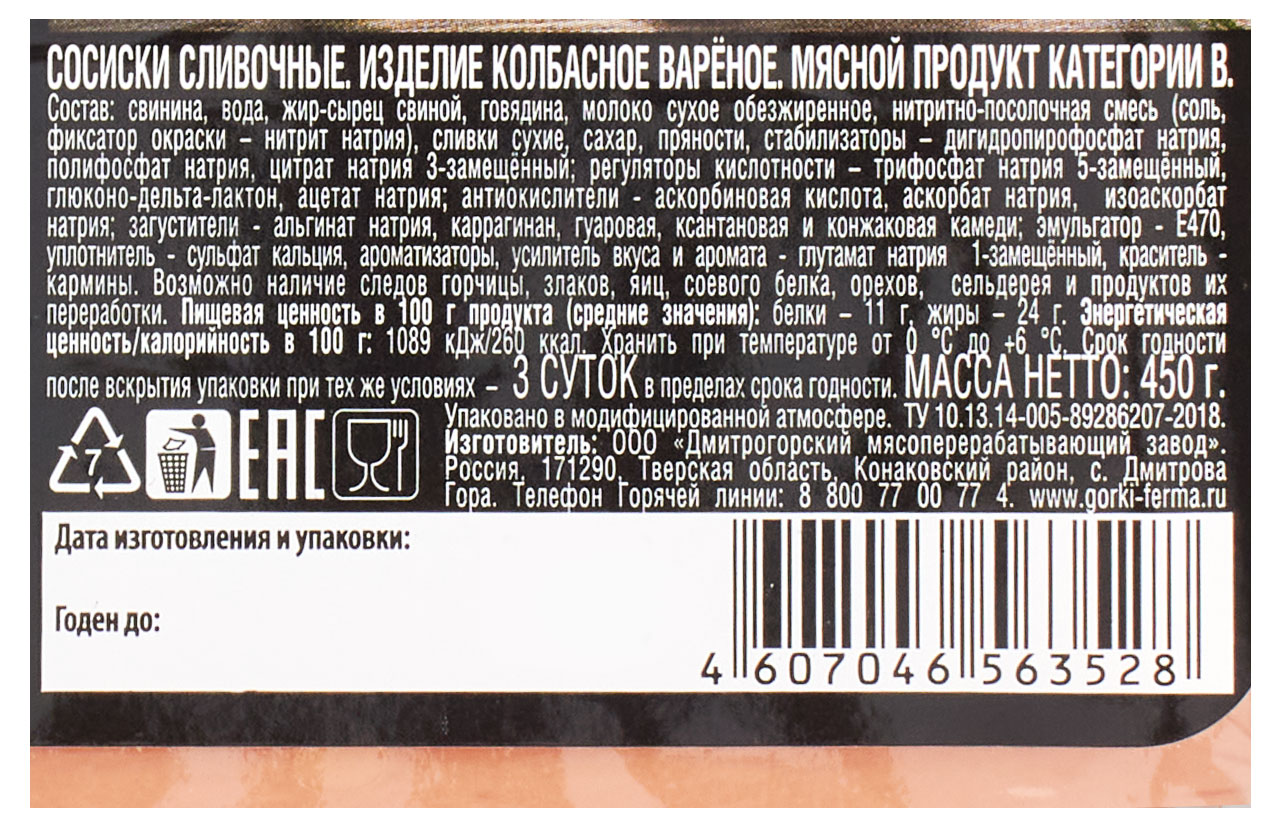 СОСИСКИ СЛИВОЧНЫЕ. ИЗДЕЛИЕ КОЛБАСНОЕ ВАРЁНОЕ. МЯСНОЙ ПРОДУКТ КАТЕГОРИИ В.
Состав: свинина, вода, жир-сырец свиной, говядина, молоко сухое обезжиренное, нитритно-посолочная смесь (соль,
фиксатор окраски – нитрит натрия), сливки сухие, сахар, пряности, стабилизаторы – дигидропирофосфат натрия,
полифосфат натрия, цитрат натрия 3-замещённый; регуляторы кислотности – трифосфат натрия 5-замещённый,
глюконо-дельта-лактон, ацетат натрия; антиокислители - аскорбиновая кислота, аскорбат натрия, изоаскорбат
натрия; загустители - альгинат натрия, каррагинан, гуаровая, ксантановая и конжаковая камеди; эмульгатор - Е470,
уплотнитель - сульфат кальция, ароматизаторы, усилитель вкуса и аромата - глутамат натрия 1-замещённый, краситель -
кармины. Возможно наличие следов горчицы, злаков, яиц, соевого белка, орехов, сельдерея и продуктов их
переработки. Пищевая ценность в 100 г продукта (средние значения): белки – 11 г, жиры – 24 г. Энергетическая
ценность/калорийность в 100 г: 1089 кДж/260 ккал. Хранить при температуре от 0 °С до +6 °С. Срок годности
после вскрытия упаковки при тех же условиях – 3 СУТОК в пределах срока годности. МАССА НЕТТО: 450 г.
Упаковано в модифицированной атмосфере. ТУ 10.13.14-005-89286207-2018.
Изготовитель: ООО «Дмитрогорский мясоперерабатывающий завод».
Россия, 171290, Тверская область, Конаковский район, с. Дмитрова
Гора. Телефон Горячей линии: 8 800 77 00 77 4. www.gorki-ferma.ru
7
EAC
Дата изготовления и упаковки:
Годен до:
4 607046 563528